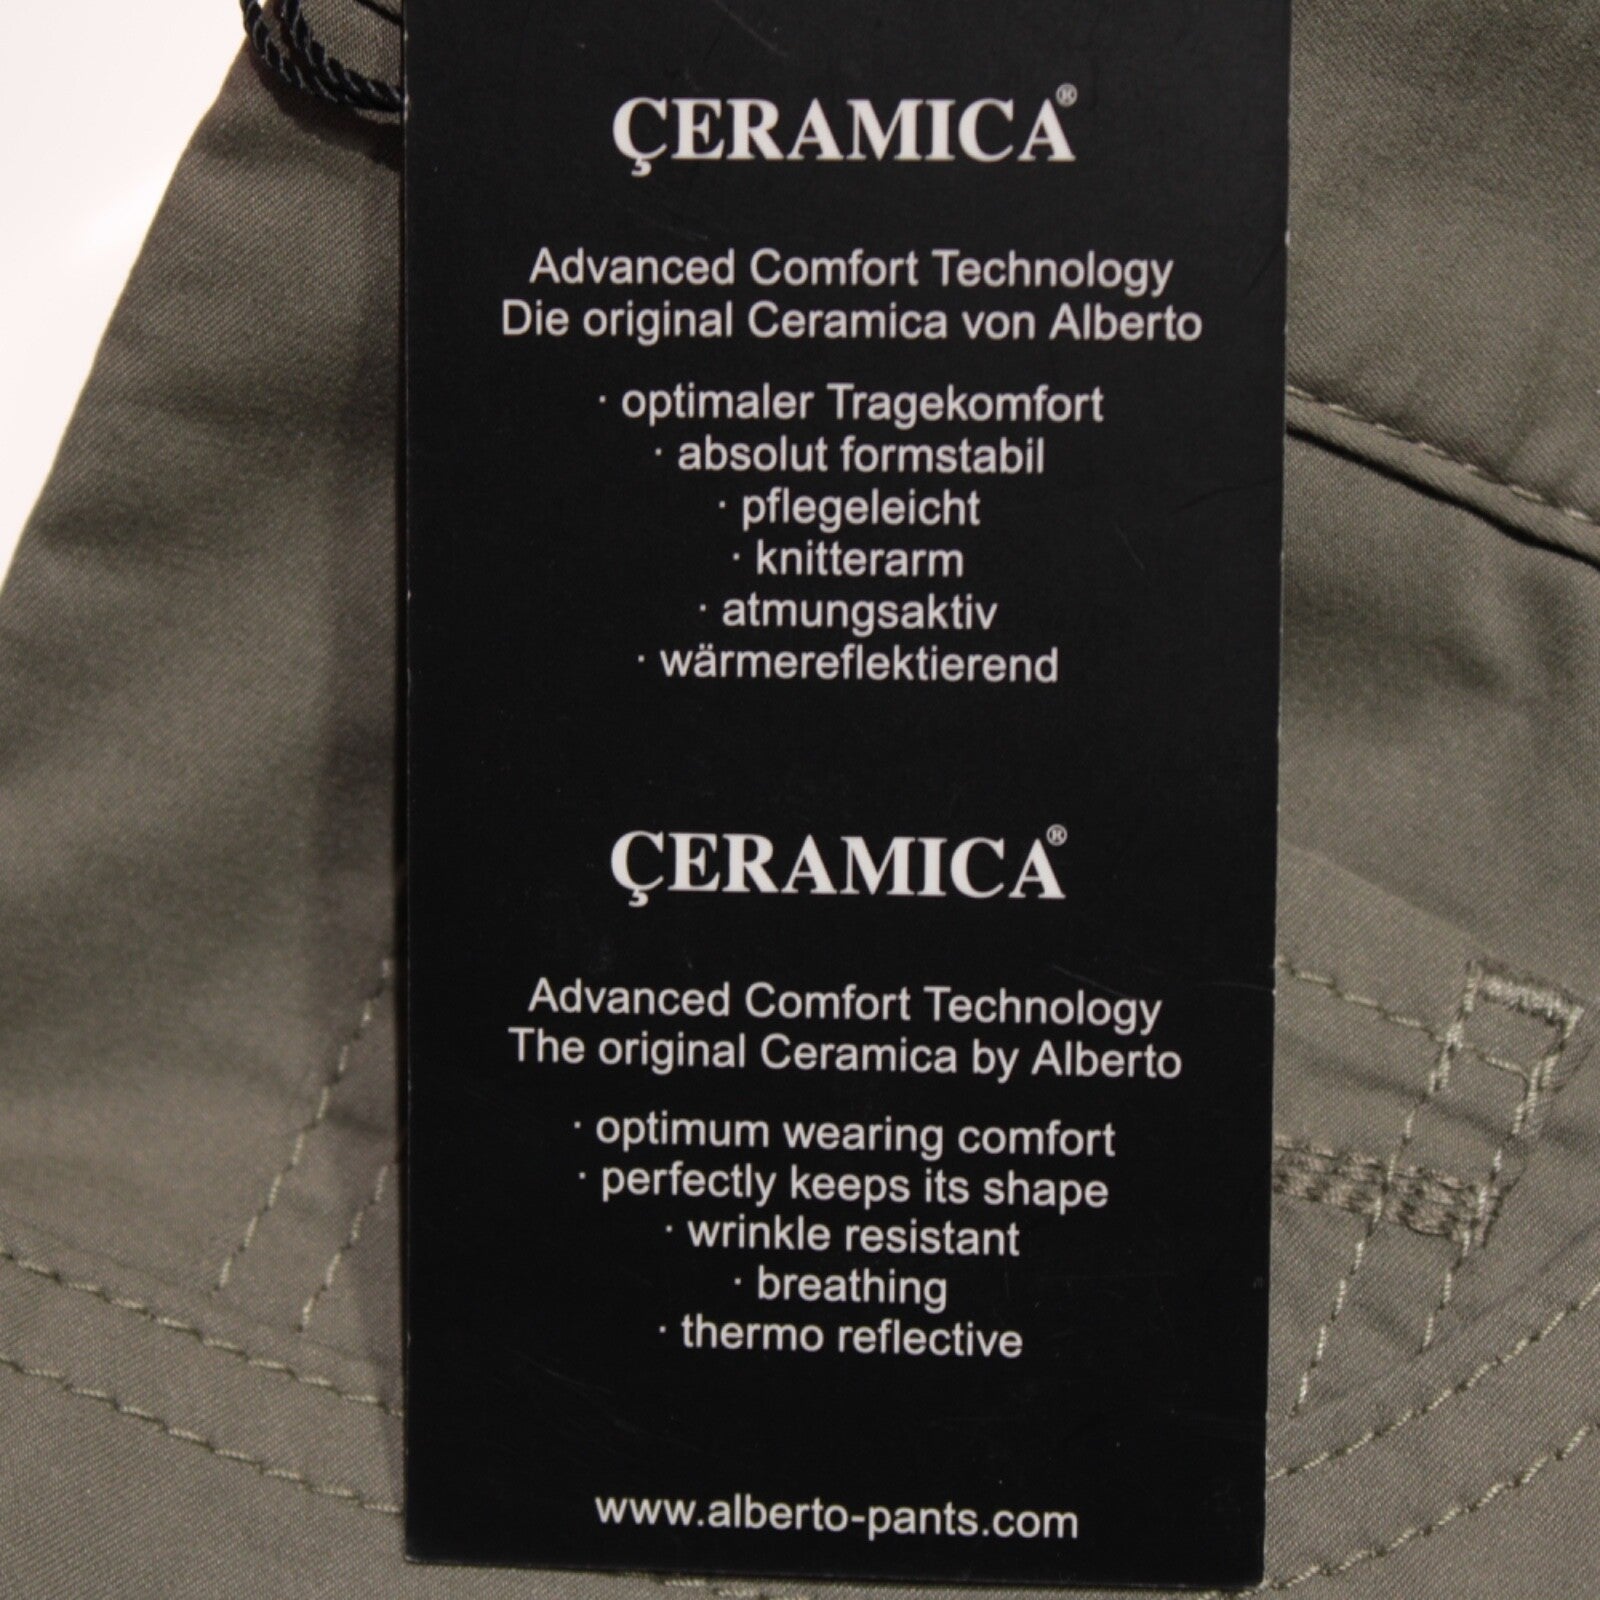 ÇERAMICA®
Advanced Comfort Technology
Die original Ceramica von Alberto
· optimaler Tragekomfort
· absolut formstabil
· pflegeleicht
· knitterarm
· atmungsaktiv
· wärmereflektierend
ÇERAMICA®
Advanced Comfort Technology
The original Ceramica by Alberto
· optimum wearing comfort
· perfectly keeps its shape
· wrinkle resistant
· breathing
· thermo reflective
www.alberto-pants.com